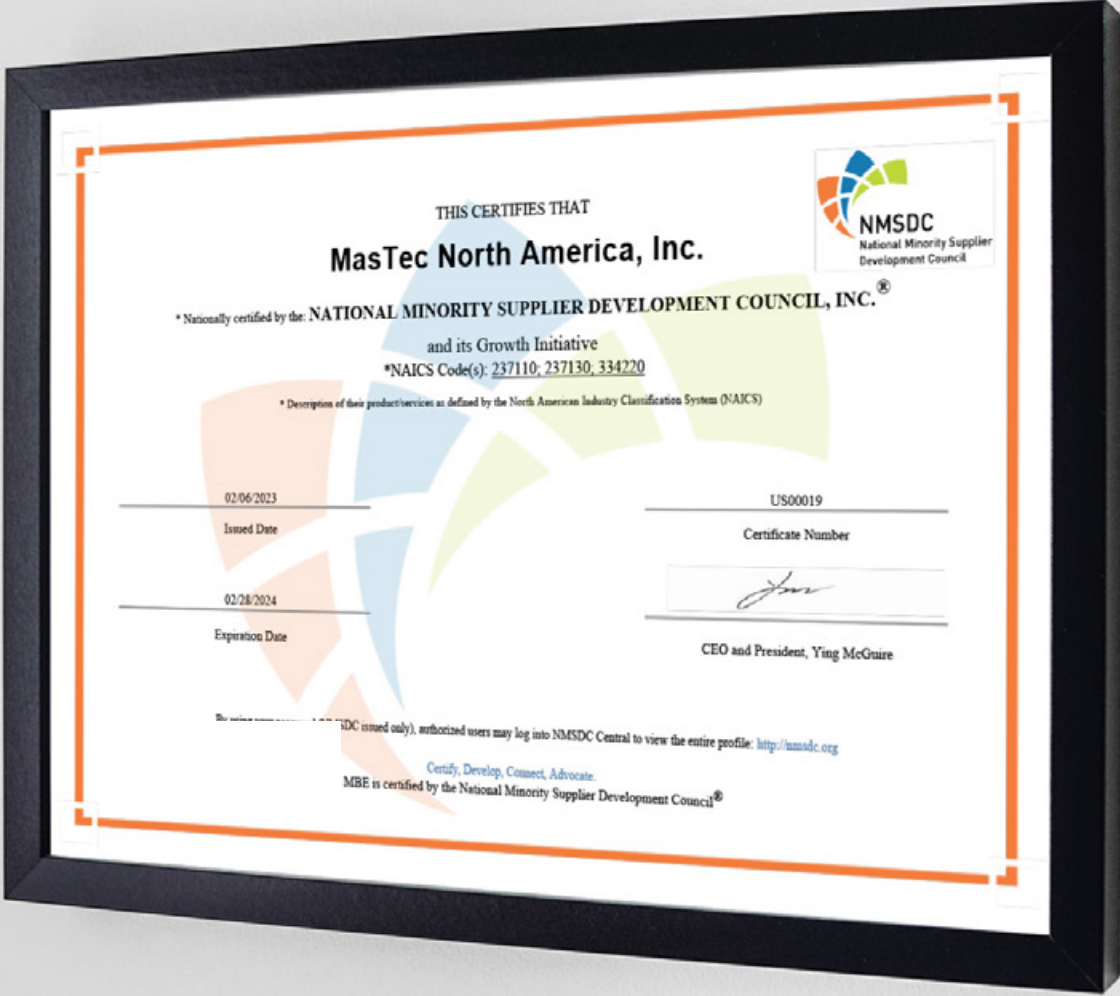 THIS CERTIFIES THAT
NMSDC
National Minority Supplier
Development Council
MasTec North America, Inc.
* Nationally certified by the: NATIONAL MINORITY SUPPLIER DEVELOPMENT COUNCIL, INC.®
and its Growth Initiative
*NAICS Code(s): 237110; 237130; 334220
* Description of their product/services as defined by the North American Industry Classification System (NAICS)
02/06/2023
Issued Date
US00019
Certificate Number
02/28/2024
Expiration Date
CEO and President, Ying McGuire
By using issued only), authorized users may log into NMSDC Central to view the entire profile: http://nmsdc.org
Certify, Develop, Connect, Advocate.
MBE is certified by the National Minority Supplier Development Council®